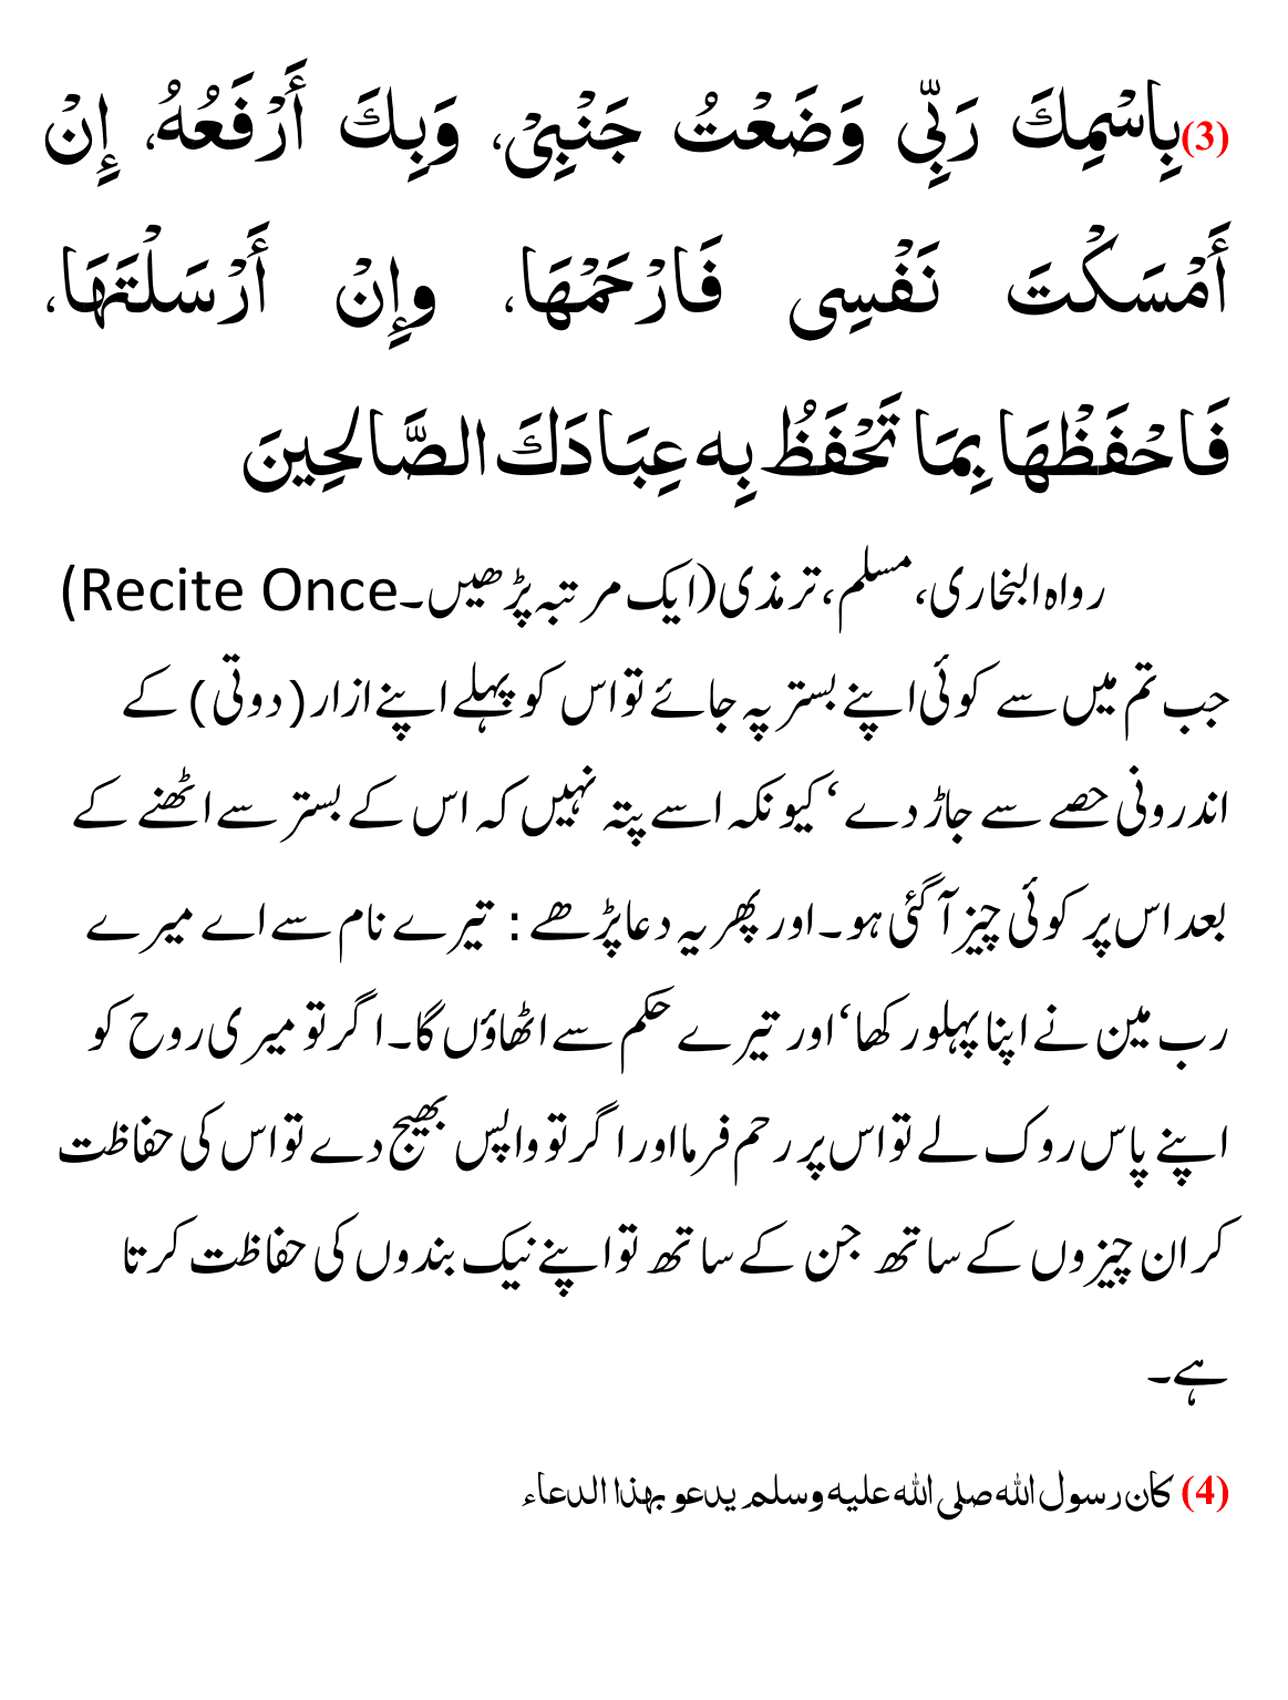 (3)بِاسْمِكَ رَبِّي وَضَعْتُ جَنْبِيْ، وَبِكَ أَرْفَعُهُ، إِنْ
أَمْسَكْتَ نَفْسِی فَارْحَمْهَا، وإِنْ أَرْسَلْتَهَا،
فَاحْفَظْهَا بِمَا تَحْفَظُ بِه عِبَادَكَ الصَّالِحِينَ
رواہ البخاری، مسلم، ترمذی(ایک مرتبہ پڑھیں۔Recite Once)
جب تم میں سے کوئی اپنے بستر پہ جائے تو اس کو پہلے اپنے ازار (دوتی) کے
اندرونی حصے سے جاڑ دے ‘ کیونکہ اسے پتہ نہیں کہ اس کے بستر سے اٹھنے کے
بعد اس پر کوئی چیز آ گئی ہو۔ اور پھر یہ دعا پڑھے : تیرے نام سے اے میرے
رب مین نے اپنا پہلو رکھا‘ اور تیرے حکم سے اٹھاؤں گا۔ اگر تو میری روح کو
اپنے پاس روک لے تو اس پر رحم فرما اور اگر تو واپس بھیج دے تو اس کی حفاظت
کر ان چیزوں کے ساتھ جن کے ساتھ تو اپنے نیک بندوں کی حفاظت کرتا
ہے۔
(4) کان رسول الله صلی الله علیه وسلم یدعو بهذا الدعاء